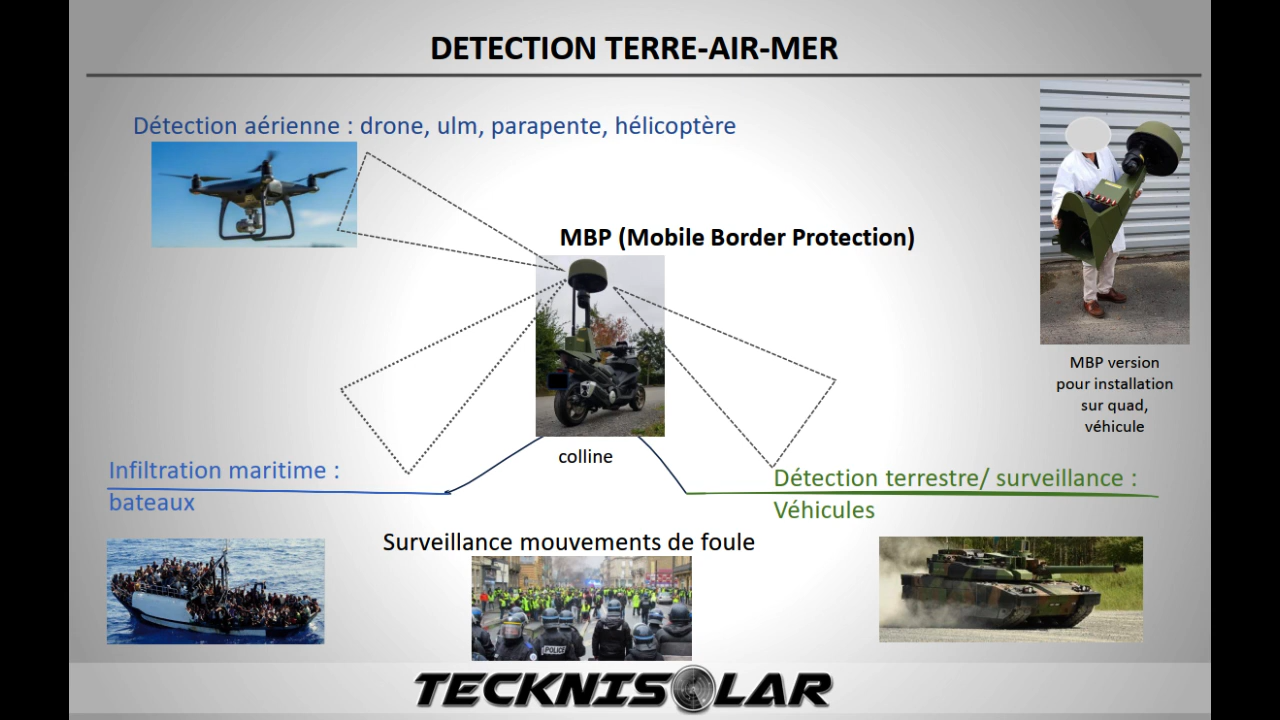 DETECTION TERRE-AIR-MER
Détection aérienne : drone, ulm, parapente, hélicoptère
MBP (Mobile Border Protection)
MBP version
pour installation
sur quad,
véhicule
colline
Infiltration maritime :
bateaux
Détection terrestre/ surveillance :
Véhicules
Surveillance mouvements de foule
POLICE
TECKNISOLAR